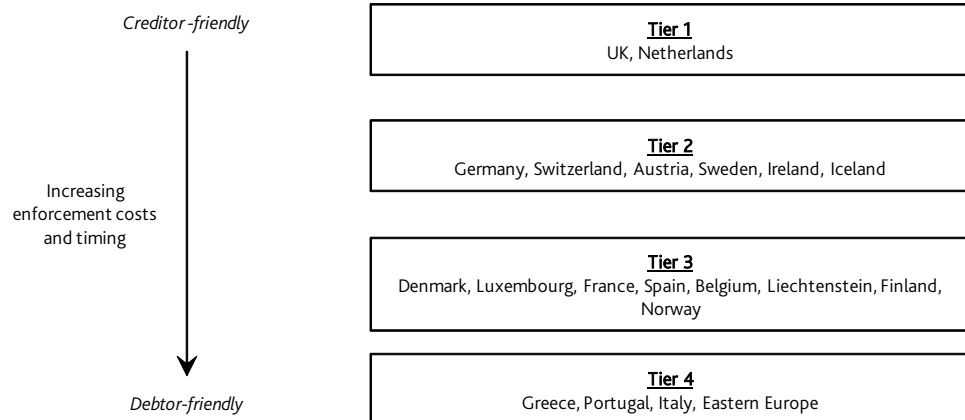 Creditor-friendly
Tier 1
UK, Netherlands
Tier 2
Germany, Switzerland, Austria, Sweden, Ireland, Iceland
Increasing
enforcement costs
and timing
Tier 3
Denmark, Luxembourg, France, Spain, Belgium, Liechtenstein, Finland,
Norway
Tier 4
Greece, Portugal, Italy, Eastern Europe
Debtor-friendly